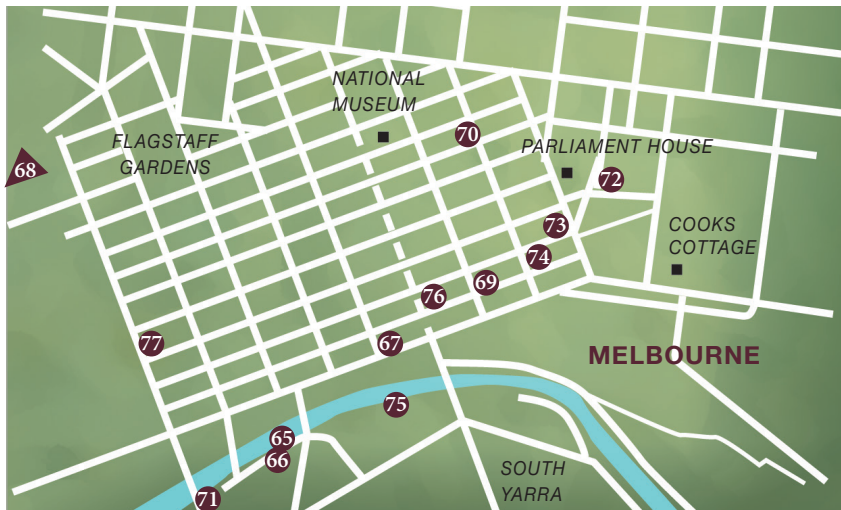 NATIONAL
MUSEUM
70
FLAGSTAFF
GARDENS
PARLIAMENT HOUSE
68
72
73
COOKS
COTTAGE
74
69
76
77
67
MELBOURNE
75
65
66
SOUTH
YARRA
71